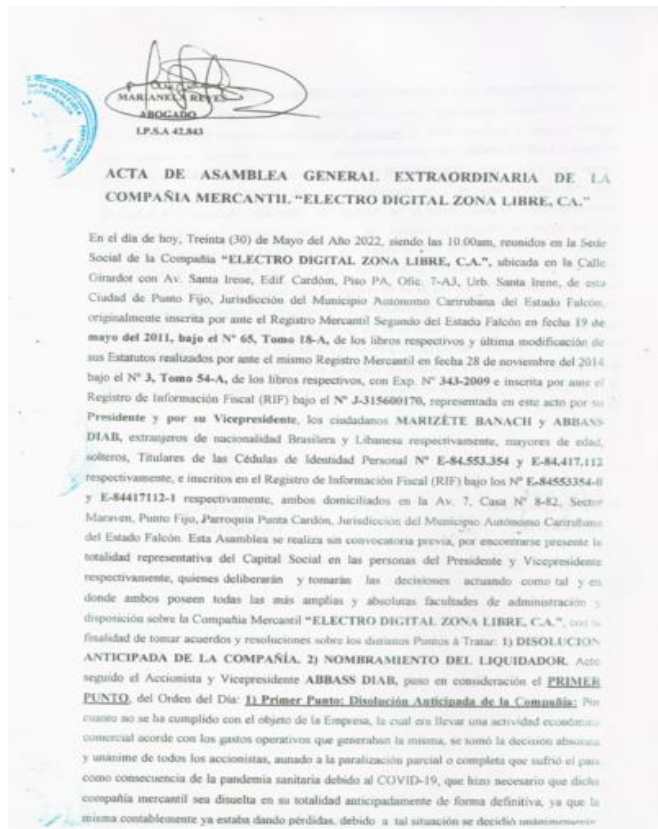 MARIANELA REYES
ABOGADO
I.P.S.A 42.843
ACTA DE ASAMBLEA GENERAL EXTRAORDINARIA DE LA
COMPAÑIA MERCANTIL “ELECTRO DIGITAL ZONA LIBRE, CA.”
En el día de hoy, Treinta (30) de Mayo del Año 2022, siendo las 10.00am, reunidos en la Sede
Social de la Compañía “ELECTRO DIGITAL ZONA LIBRE, C.A.”, ubicada en la Calle
Girardot con Av. Santa Irene, Edif. Cardóm, Piso PA, Ofic. 7-A3, Urb. Santa Irene, de esta
Ciudad de Punto Fijo, Jurisdicción del Municipio Autónomo Carirubana del Estado Falcón,
originalmente inscrita por ante el Registro Mercantil Segundo del Estado Falcón en fecha 19 de
mayo del 2011, bajo el Nº 65, Tomo 18-A, de los libros respectivos y última modificación de
sus Estatutos realizados por ante el mismo Registro Mercantil en fecha 28 de noviembre del 2014
bajo el Nº 3, Tomo 54-A, de los libros respectivos, con Exp. Nº 343-2009 e inscrita por ante el
Registro de Información Fiscal (RIF) bajo el Nº J-315600170, representada en este acto por su
Presidente y por su Vicepresidente, los ciudadanos MARIZÉTE BANACH y ABBASS
DIAB, extranjeros de nacionalidad Brasilera y Libanesa respectivamente, mayores de edad,
solteros, Titulares de las Cédulas de Identidad Personal Nº E-84.553.354 y E-84.417.112
respectivamente, e inscritos en el Registro de Información Fiscal (RIF) bajo los Nº E-84553354-0
y E-84417112-1 respectivamente, ambos domiciliados en la Av. 7, Casa Nº 8-82, Sector
Maraven, Punto Fijo, Parroquia Punta Cardón, Jurisdicción del Municipio Autónomo Carirubana
del Estado Falcón. Esta Asamblea se realiza sin convocatoria previa, por encontrarse presente la
totalidad representativa del Capital Social en las personas del Presidente y Vicepresidente
respectivamente, quienes deliberarán y tomarán las decisiones actuando como tal y en
donde ambos poseen todas las más amplias y absolutas facultades de administración y
disposición sobre la Compañía Mercantil “ELECTRO DIGITAL ZONA LIBRE, C.A.”, con la
finalidad de tomar acuerdos y resoluciones sobre los distintos Puntos á Tratar: 1) DISOLUCION
ANTICIPADA DE LA COMPAÑÍA. 2) NOMBRAMIENTO DEL LIQUIDADOR. Acto
seguido el Accionista y Vicepresidente ABBASS DIAB, puso en consideración el PRIMER
PUNTO, del Orden del Día: 1) Primer Punto: Disolución Anticipada de la Compañía: Por
cuanto no se ha cumplido con el objeto de la Empresa, la cual era llevar una actividad económica
comercial acorde con los gastos operativos que generaban la misma, se tomó la decisión absoluta
y unánime de todos los accionistas, aunado a la paralización parcial o completa que sufrió el país
como consecuencia de la pandemia sanitaria debido al COVID-19, que hizo necesario que dicha
compañía mercantil sea disuelta en su totalidad anticipadamente de forma definitiva, ya que la
misma contablemente ya estaba dando pérdidas, debido a tal situación se decidió unánimemente